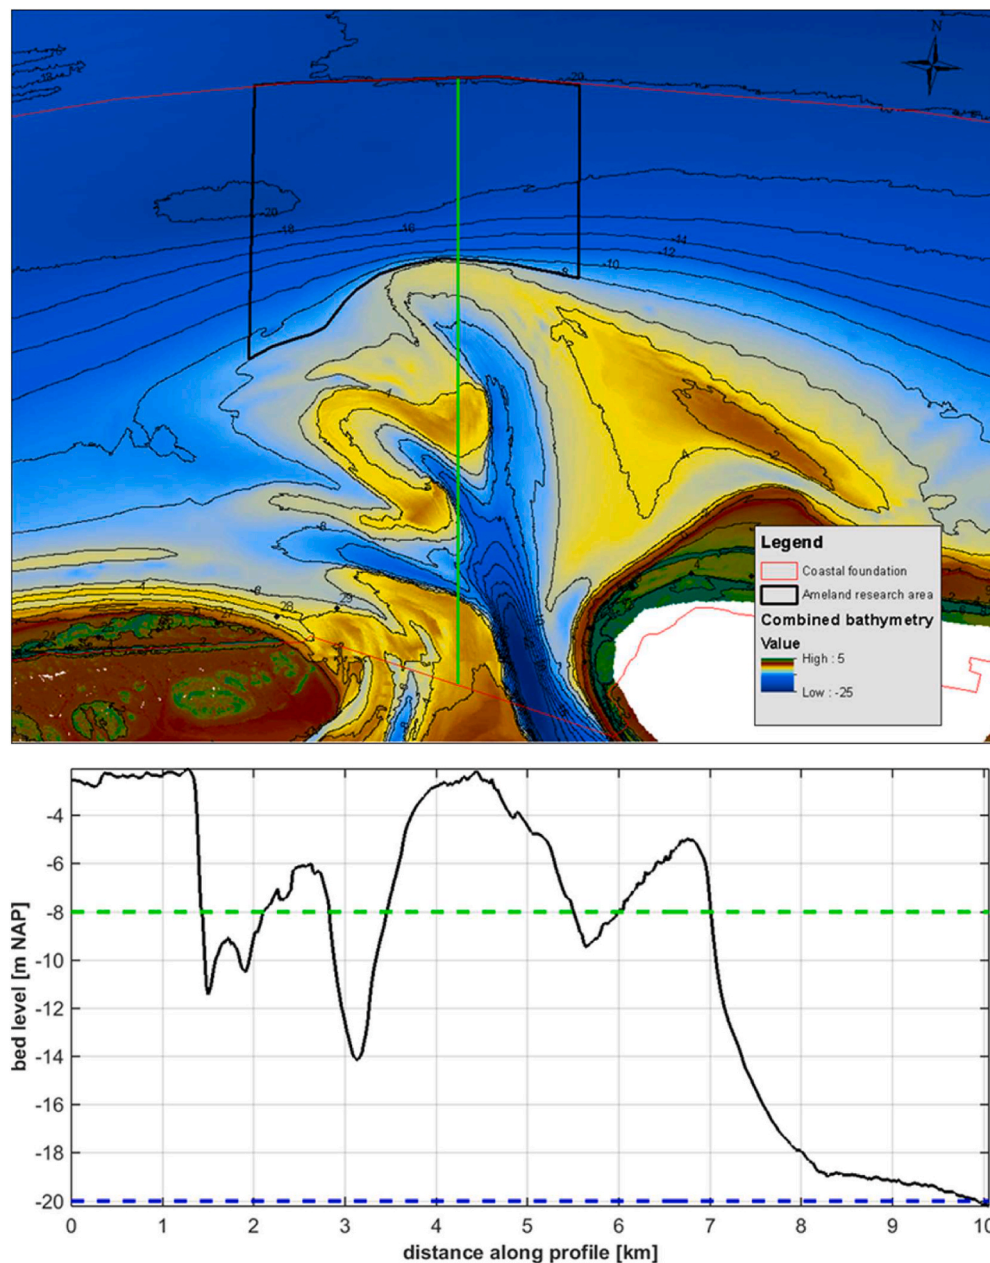 N
-20
-20
-18
-16
-14
-10
-8
Legend
Coastal foundation
Ameland research area
Combined bathymetry
Value
High : 5
Low : -25
28
29
-4
-6
-8
-10
-12
-14
-16
-18
-20
bed level [m NAP]
0 1 2 3 4 5 6 7 8 9 10
distance along profile [km]